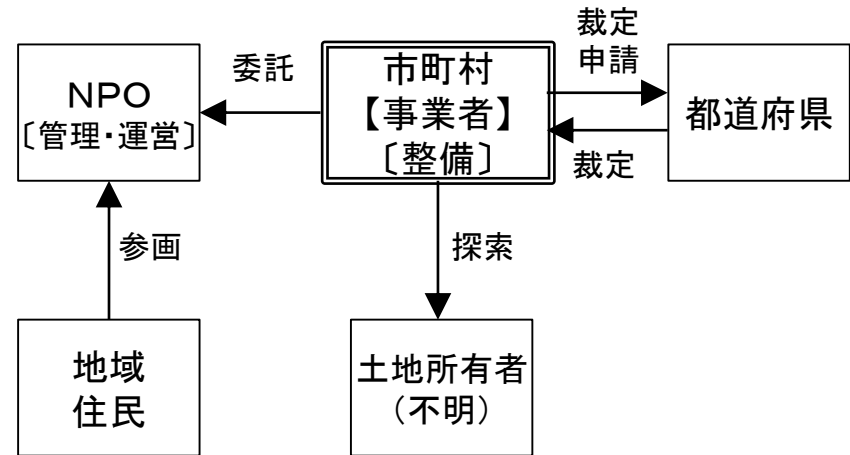 NPO
〔管理・運営〕
委託
市町村
【事業者】
〔整備〕
裁定
申請
裁定
都道府県
参画
探索
地域
住民
土地所有者
(不明)